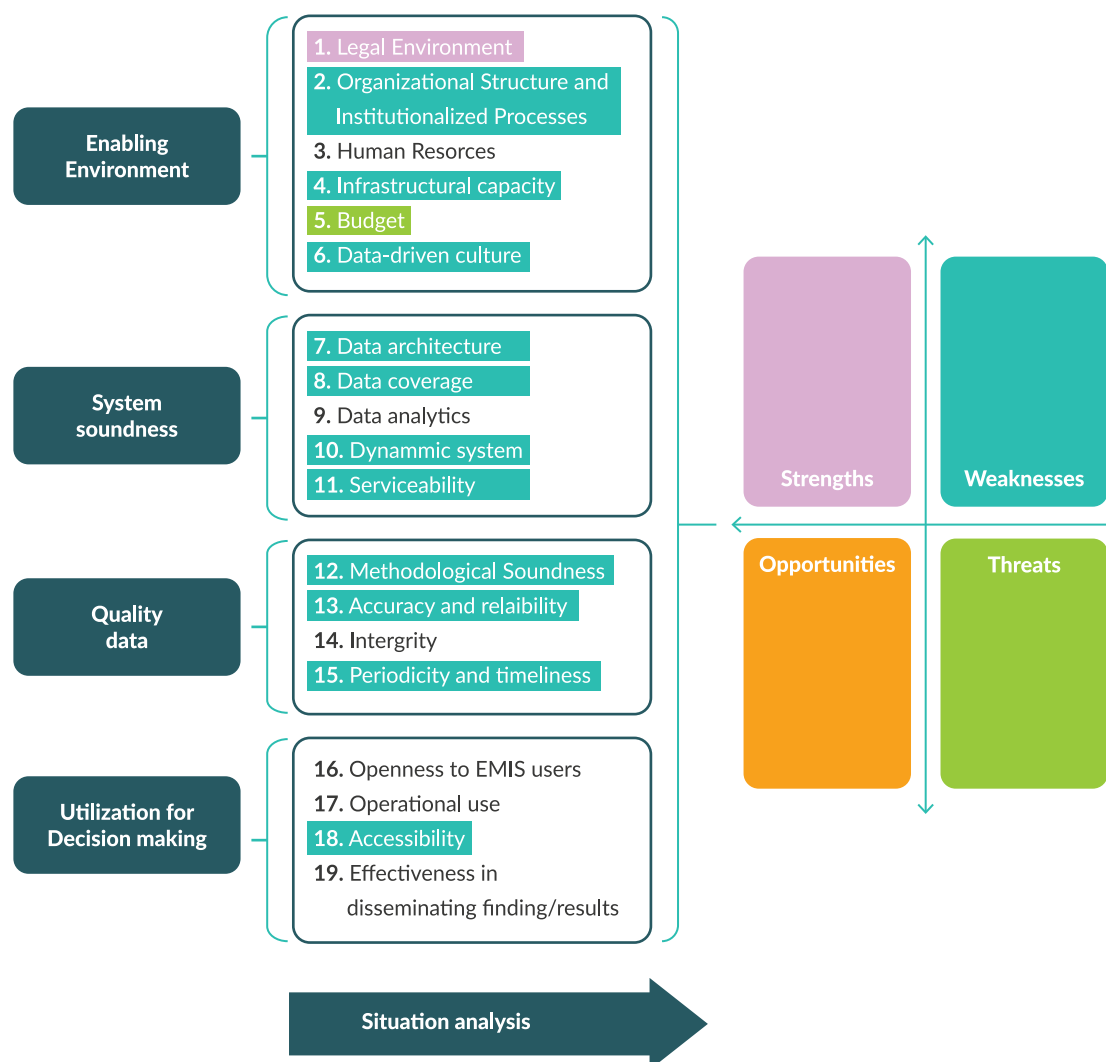 Enabling
Environment
1. Legal Environment
2. Organizational Structure and
Institutionalized Processes
3. Human Resorces
4. Infrastructural capacity
5. Budget
6. Data-driven culture
System
soundness
7. Data architecture
8. Data coverage
9. Data analytics
10. Dynammic system
11. Serviceability
Quality
data
12. Methodological Soundness
13. Accuracy and relaibility
14. Intergrity
15. Periodicity and timeliness
Utilization for
Decision making
16. Openness to EMIS users
17. Operational use
18. Accessibility
19. Effectiveness in
disseminating finding/results
Strengths
Weaknesses
Opportunities
Threats
Situation analysis